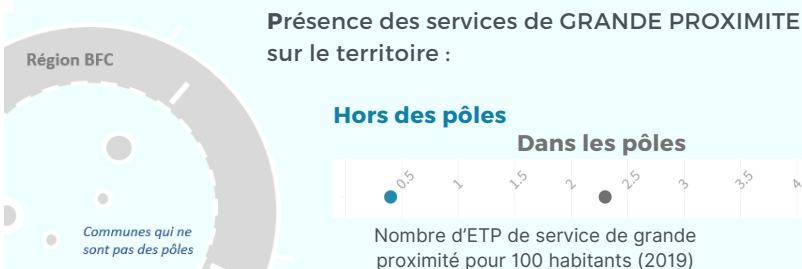 Présence des services de GRANDE PROXIMITE
sur le territoire :
Région BFC
Hors des pôles
Dans les pôles
0.5 1 1.5 2 2.5 3 3.5 4
Communes qui ne
sont pas des pôles
Nombre d'ETP de service de grande
proximité pour 100 habitants (2019)